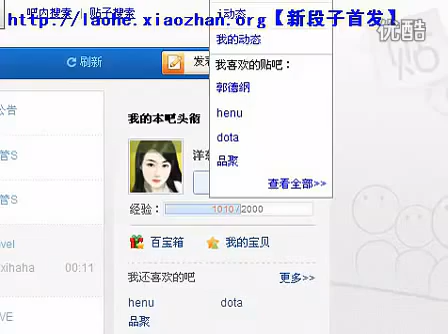 吧内搜索 | 贴子搜索
i动态
http://laohe.xiaozhan.org【新段子首发】
优酷
我的动态
刷新
发表
我喜欢的贴吧：
郭德纲
henu
dota
品聚
查看全部>>
公告
管S
管S
vel
xihaha 00:11
VE
我的本吧头衔
经验： 1010/2000
百宝箱 我的宝贝
我还喜欢的吧 更多>>
henu dota
品聚